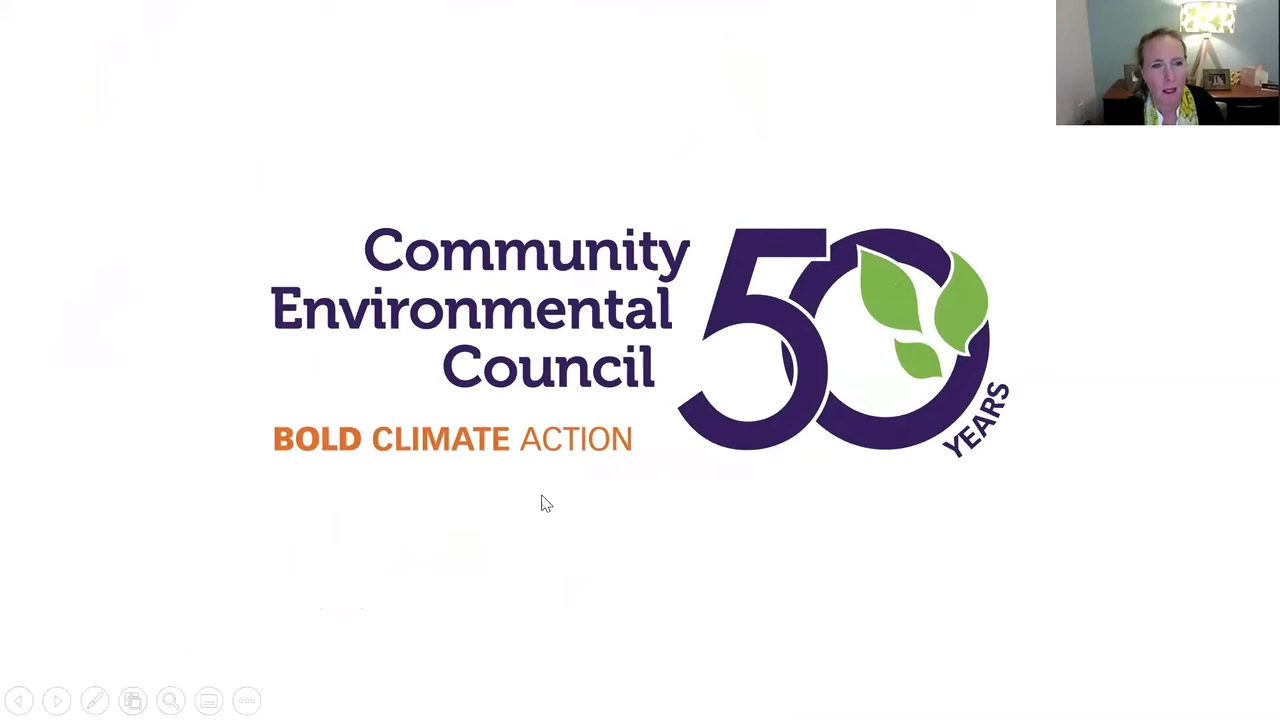 Community
Environmental
Council
50
YEARS
BOLD CLIMATE ACTION